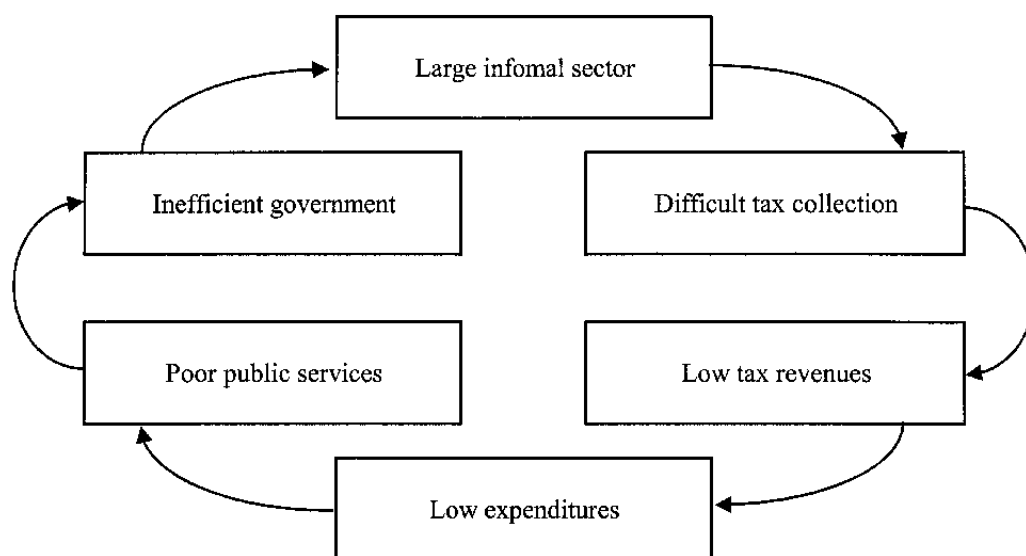 Large infomal sector
Inefficient government
Difficult tax collection
Poor public services
Low tax revenues
Low expenditures